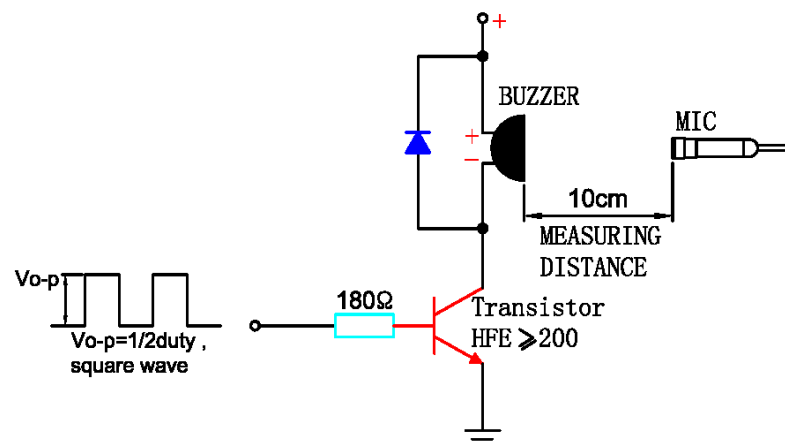 +
BUZZER
+
−
MIC
10cm
MEASURING
DISTANCE
Vo-p
180Ω
Transistor
HFE ⩾200
Vo-p=1/2duty ,
square wave